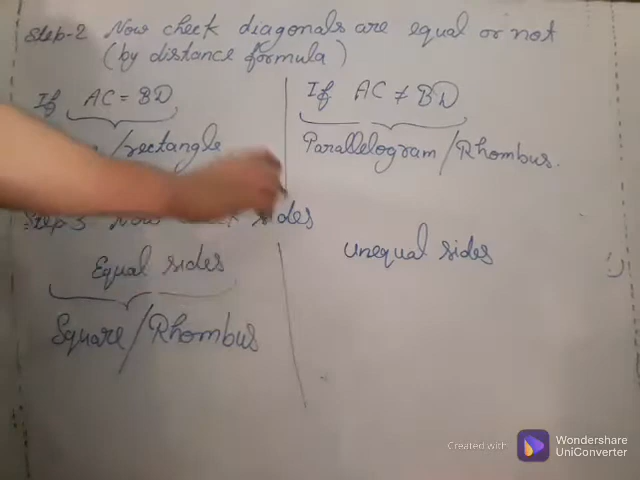 Step-2 Now check diagonals are equal or not
(by distance formula)
If AC = BD
If AC ≠ BD
/rectangle
Parallelogram/Rhombus.
Step-3 Now sides
Equal sides
unequal sides
Square/Rhombus
Created with
Wondershare
UniConverter